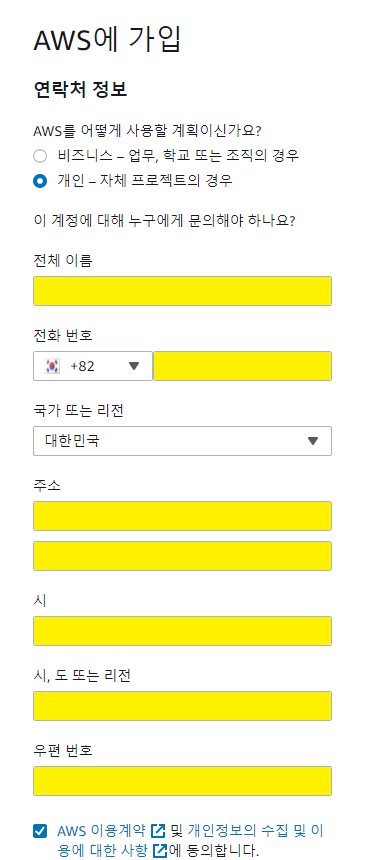 AWS에 가입
연락처 정보
AWS를 어떻게 사용할 계획이신가요?
비즈니스 – 업무, 학교 또는 조직의 경우
개인 – 자체 프로젝트의 경우
이 계정에 대해 누구에게 문의해야 하나요?
전체 이름
전화 번호
+82
국가 또는 리전
대한민국
주소
시
시, 도 또는 리전
우편 번호
AWS 이용계약 및 개인정보의 수집 및 이
용에 대한 사항에 동의합니다.